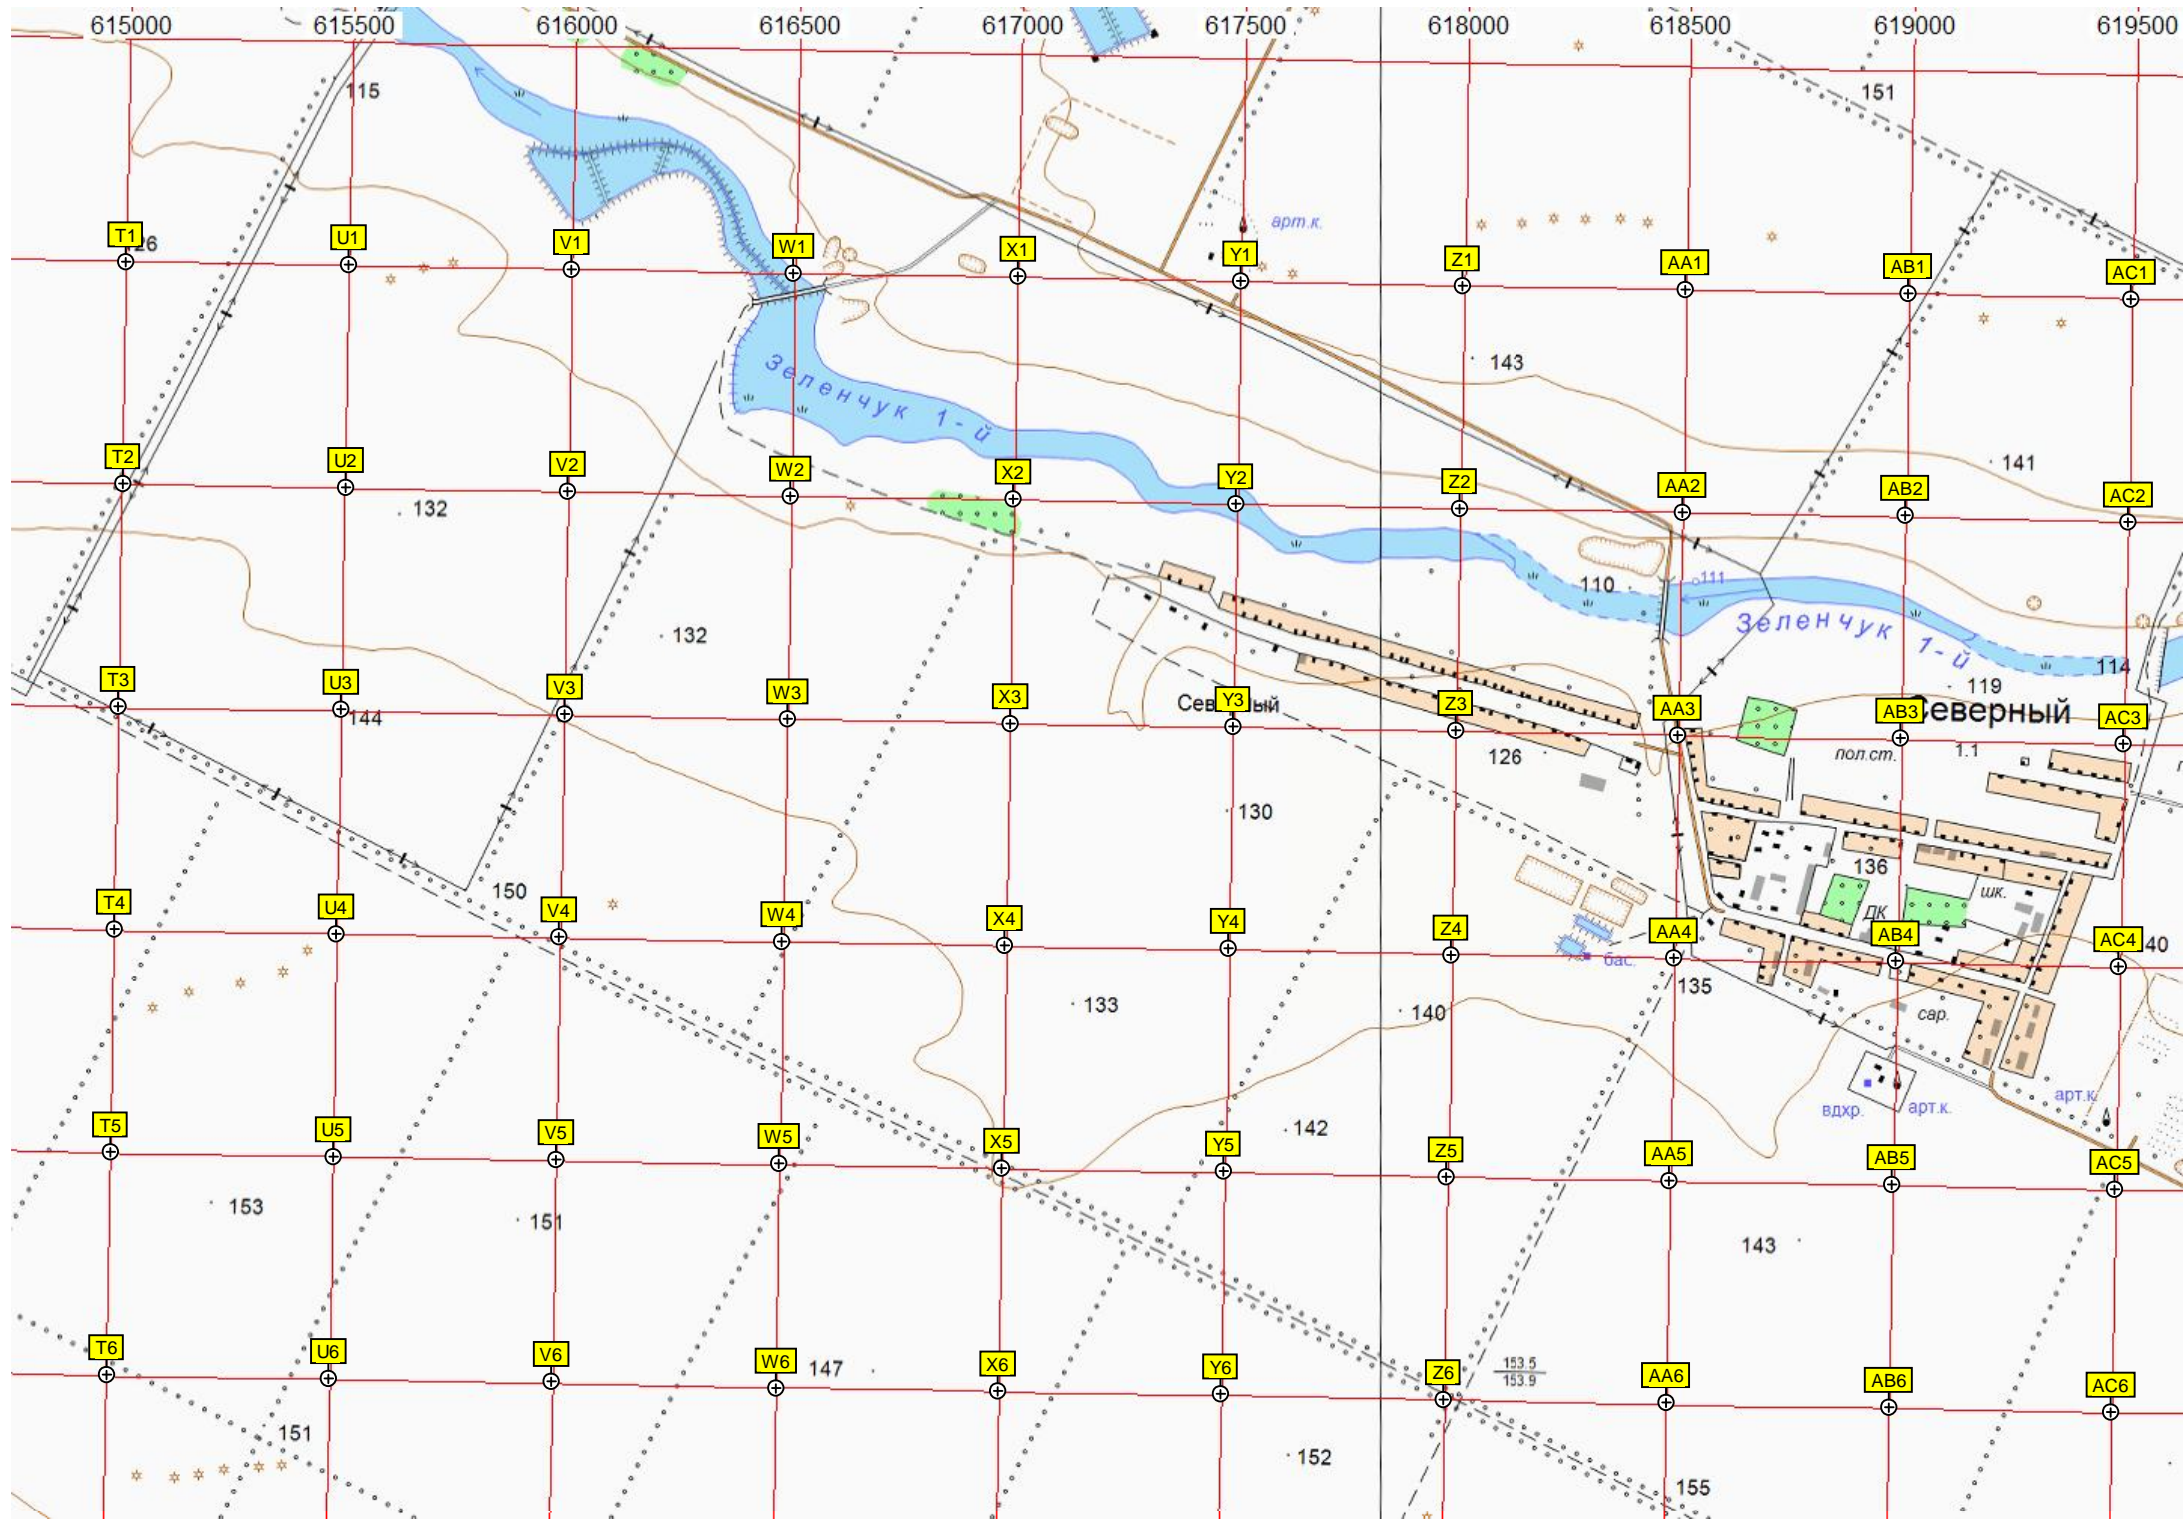 615000 615500 616000 616500 617000 617500 618000 618500 619000 619500
115
151
T1 26 U1 V1 W1 X1 Y1 арт.к. Z1 AA1 AB1 AC1
143
Зеленчук 1-й
141
T2 U2 V2 W2 X2 Y2 Z2 AA2 AB2 AC2
132
110 111
Зеленчук 1-й
132
114
119
T3 U3 V3 W3 X3 Y3 Z3 AA3 AB3 AC3
144
Северный
Северный
126
пол.ст. 1.1
130
136
150
шк.
ДК
T4 U4 V4 W4 X4 Y4 Z4 AA4 AB4 AC4 40
бас.
135
133
140
сар.
вдхр. арт.к. арт.к.
142
T5 U5 V5 W5 X5 Y5 Z5 AA5 AB5 AC5
153
151
143
T6 U6 V6 W6 X6 Y6 Z6 AA6 AB6 AC6
147
153.5
153.9
151
152
155